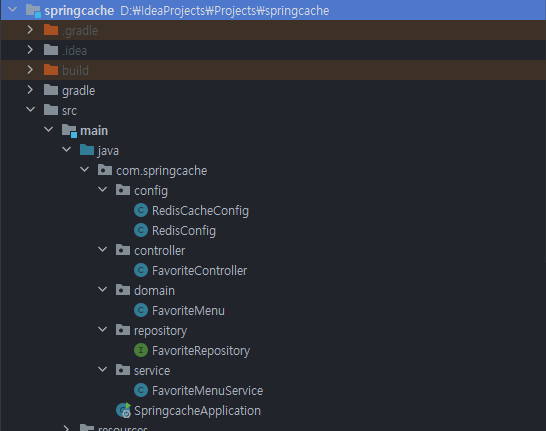 springcache D:₩IdeaProjects₩Projects₩springcache
.gradle
.idea
build
gradle
src
main
java
com.springcache
config
C RedisCacheConfig
C RedisConfig
controller
C FavoriteController
domain
C FavoriteMenu
repository
I FavoriteRepository
service
C FavoriteMenuService
SpringcacheApplication
resources